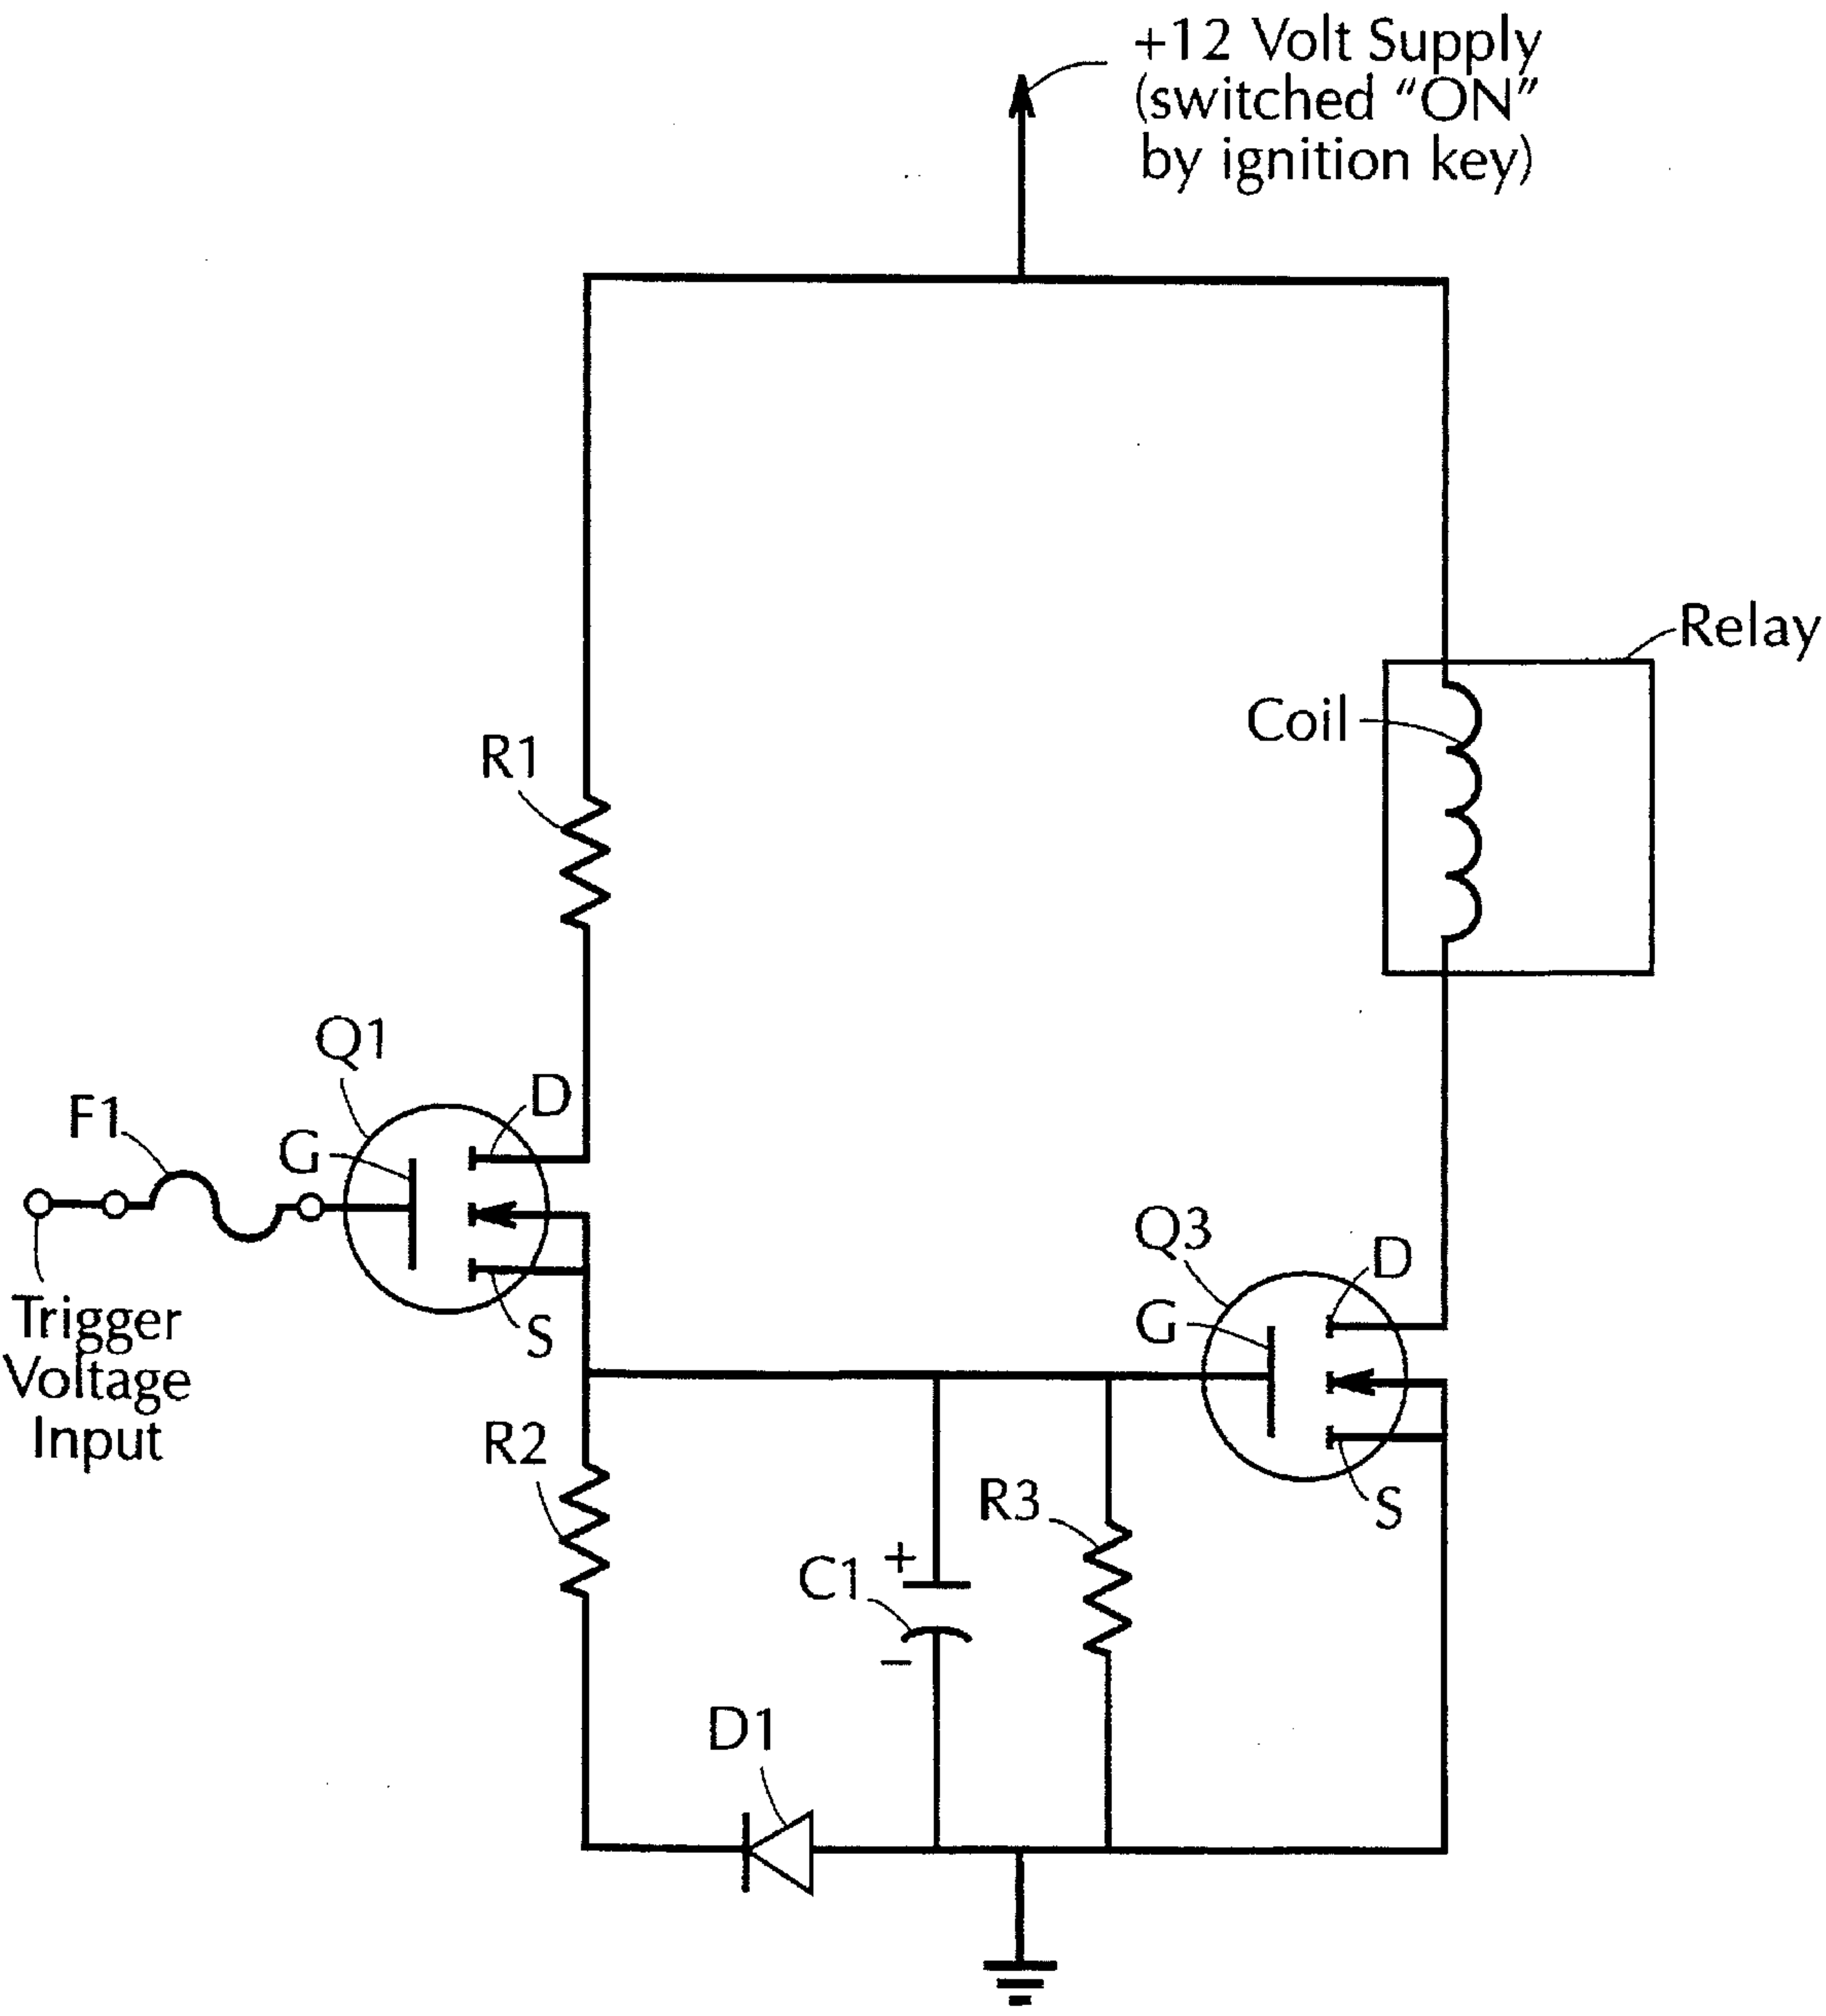 +12 Volt Supply
(switched “ON”
by ignition key)
Relay
Coil
R1
Q1
D
F1
G
S
Trigger
Voltage
Input
Q3
D
G
S
R2
R3
+
C1
–
D1